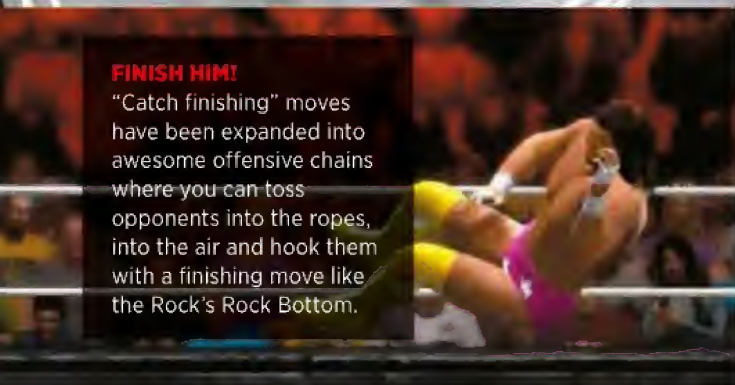 FINISH HIM!
“Catch finishing” moves
have been expanded into
awesome offensive chains
where you can toss
opponents into the ropes,
into the air and hook them
with a finishing move like
the Rock’s Rock Bottom.